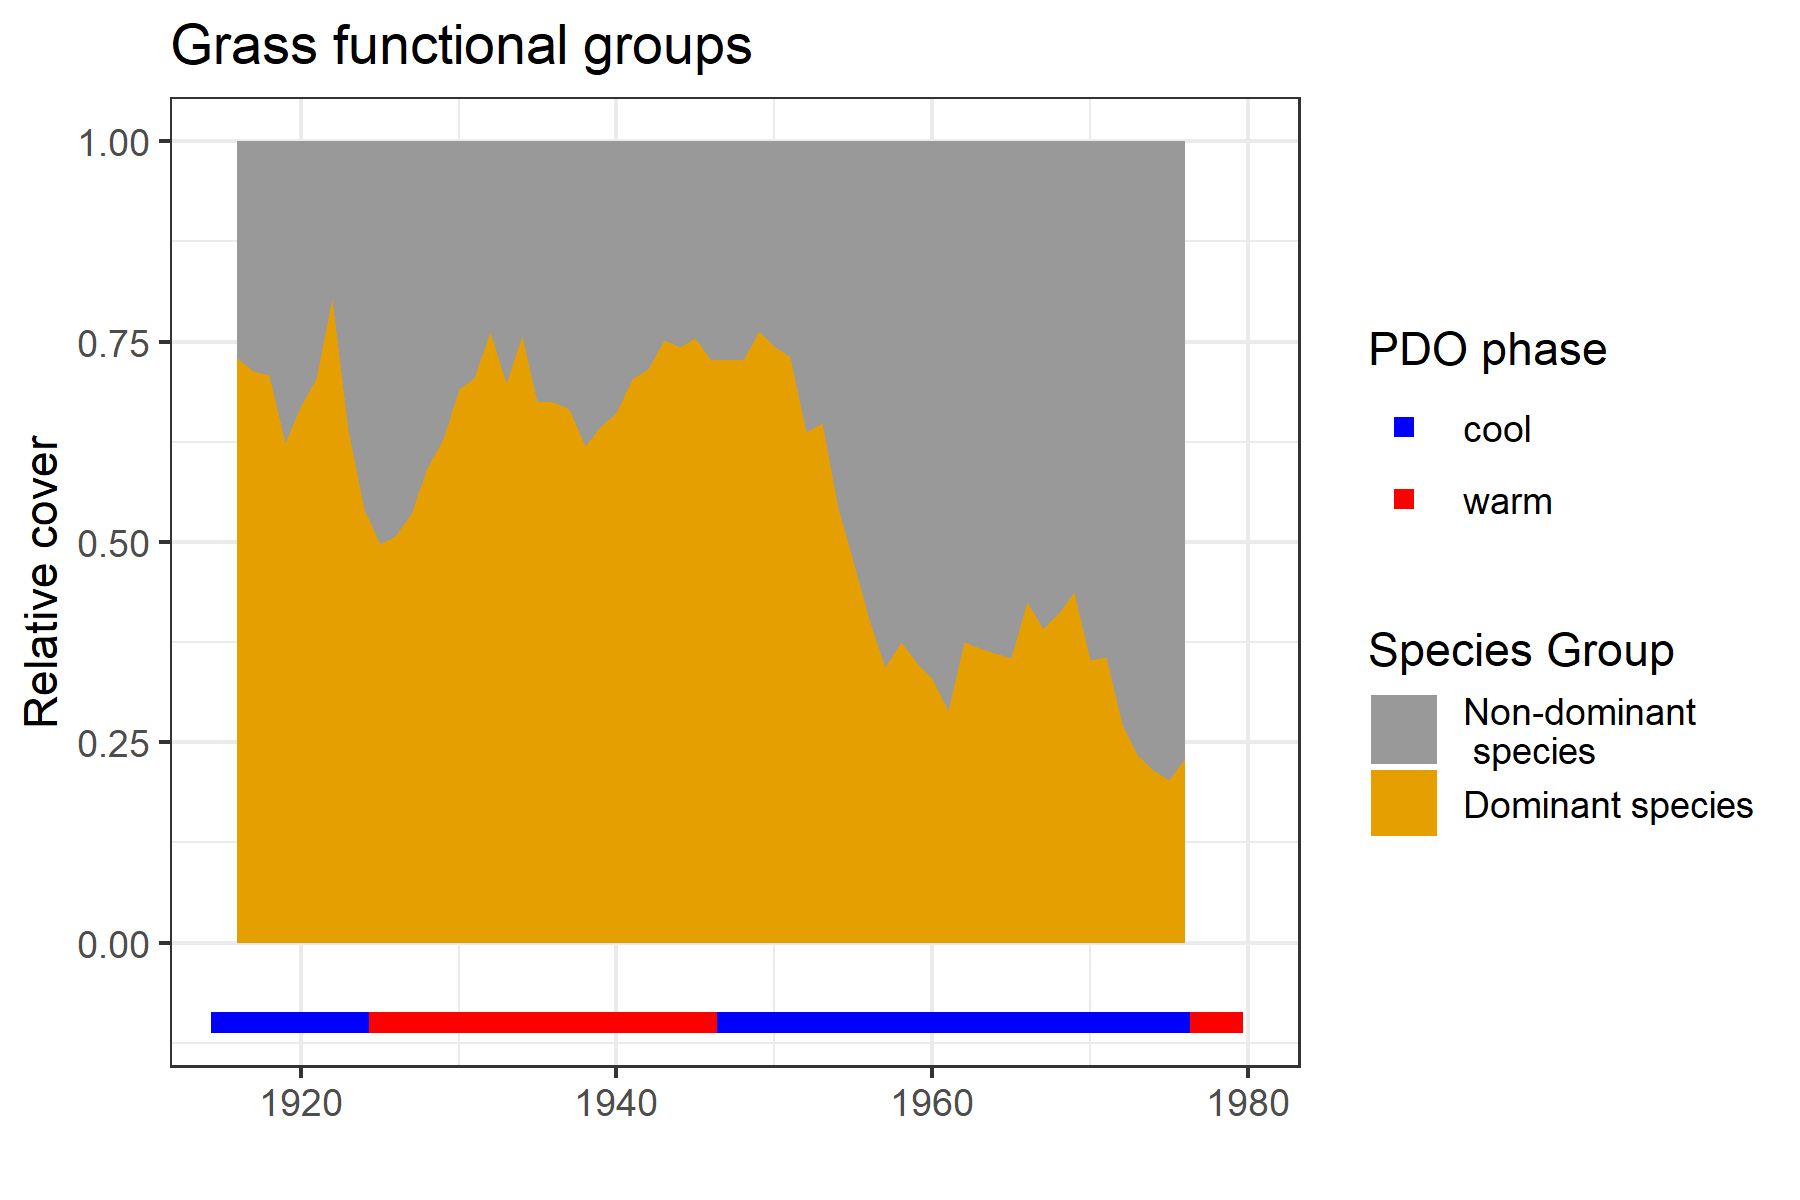 Grass functional groups
1.00
0.75
0.50
0.25
0.00
Relative cover
1920
1940
1960
1980
PDO phase
cool
warm
Species Group
Non-dominant
species
Dominant species